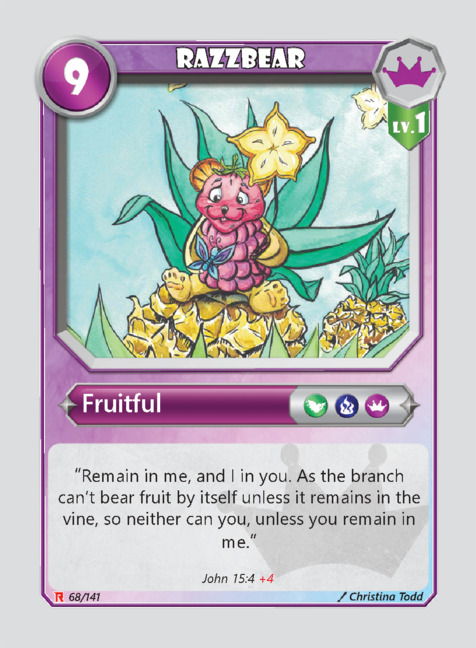 9
RAZZBEAR
LV.1
Fruitful
“Remain in me, and I in you. As the branch
can’t bear fruit by itself unless it remains in the
vine, so neither can you, unless you remain in
me.“
John 15:4 +4
R 68/141
Christina Todd